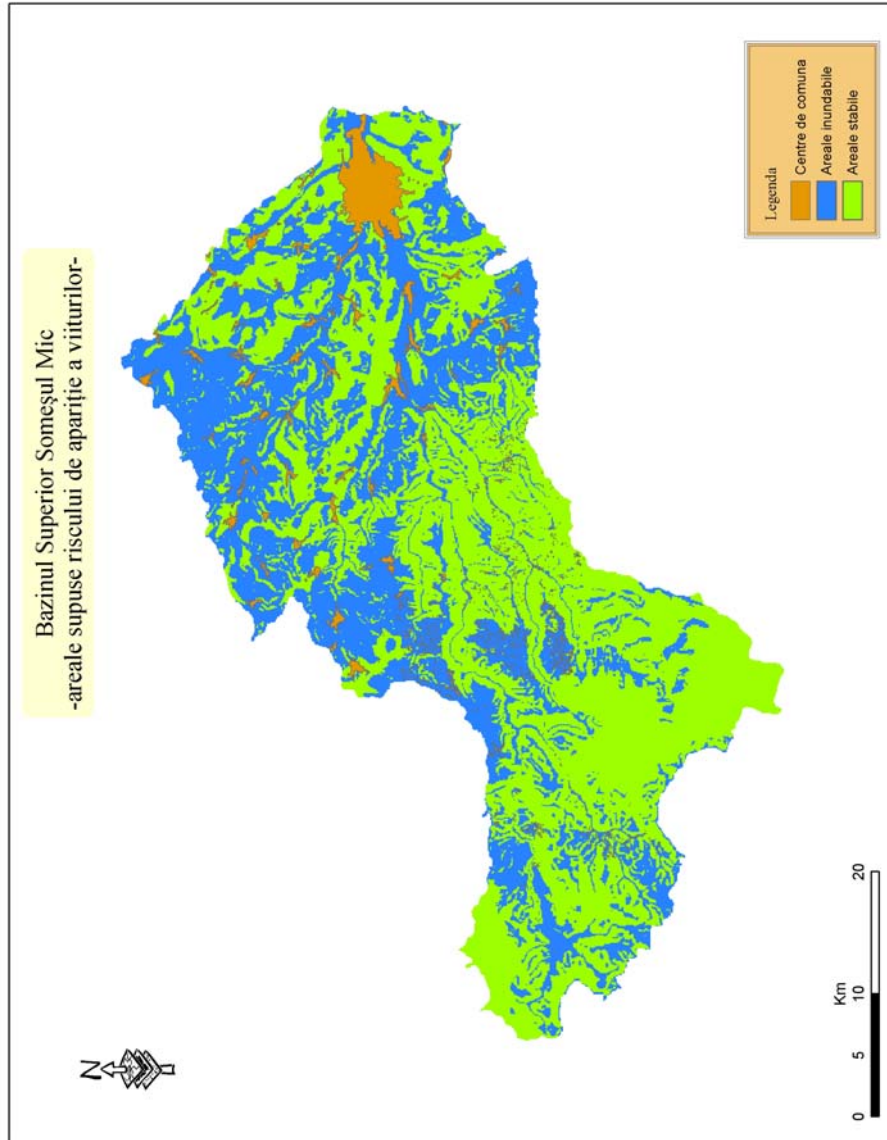 Bazinul Superior Someşul Mic
-areale supuse riscului de apariţie a viiturilor-
N
Legenda
Centre de comuna
Areale inundabile
Areale stabile
Km
0 5 10 20